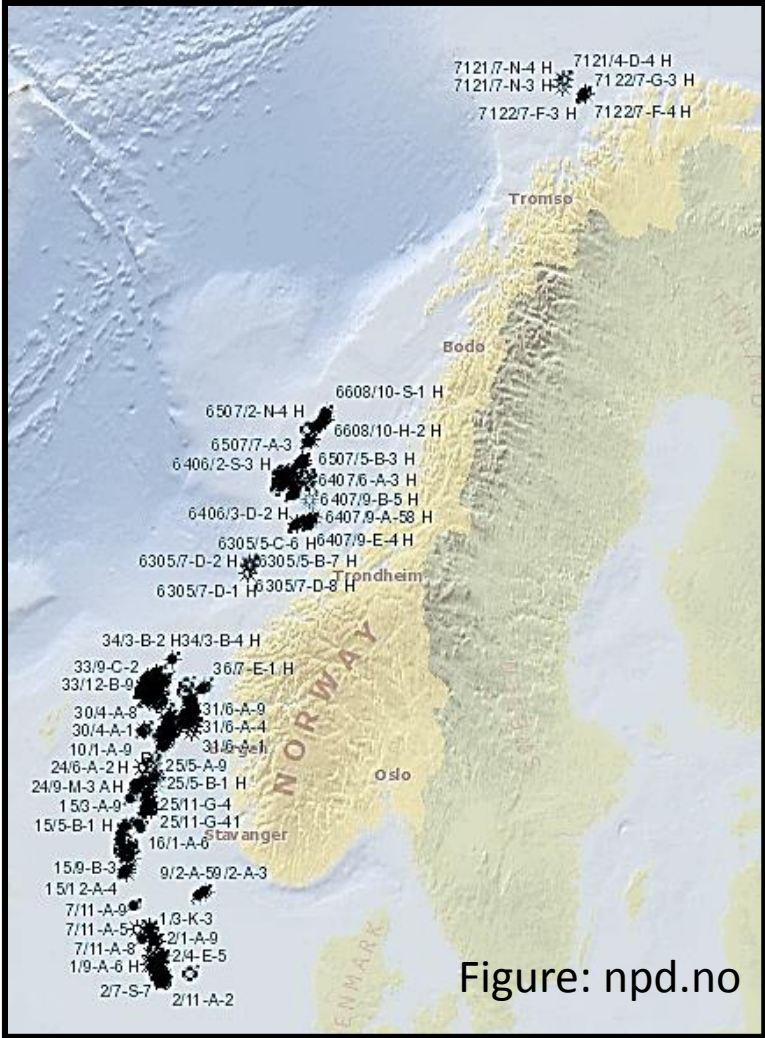 7121/7-N-4 H
7121/4-D-4 H
7121/7-N-3 H
7122/7-G-3 H
7122/7-F-3 H
7122/7-F-4 H
Tromso
FINLAND
Bodo
6608/10-S-1 H
6507/2-N-4 H
6608/10-H-2 H
6507/7-A-3
6507/5-B-3 H
6406/2-S-3 H
6407/6-A-3 H
6407/9-B-5 H
6406/3-D-2 H
6407/9-A-58 H
6305/5-C-6 H
6407/9-E-4 H
6305/7-D-2 H
6305/5-B-7 H
Trondheim
6305/7-D-1 H
6305/7-D-8 H
34/3-B-2 H
34/3-B-4 H
33/9-C-2
36/7-E-1 H
33/12-B-9
NORWAY
30/4-A-8
31/6-A-9
30/4-A-1
31/6-A-4
10/1-A-9
31/6-A-1
24/6-A-2 H
25/5-A-9
Oslo
24/9-M-3 AH
25/5-B-1 H
15/3-A-9
25/11-G-4
15/5-B-1 H
25/11-G-41
Stavanger
16/1-A-6
15/9-B-3
9/2-A-5
9/2-A-3
15/12-A-4
7/11-A-9
1/3-K-3
7/11-A-5
2/1-A-9
7/11-A-8
2/4-E-5
1/9-A-6 H
2/7-S-7
2/11-A-2
ENMARK
Figure: npd.no